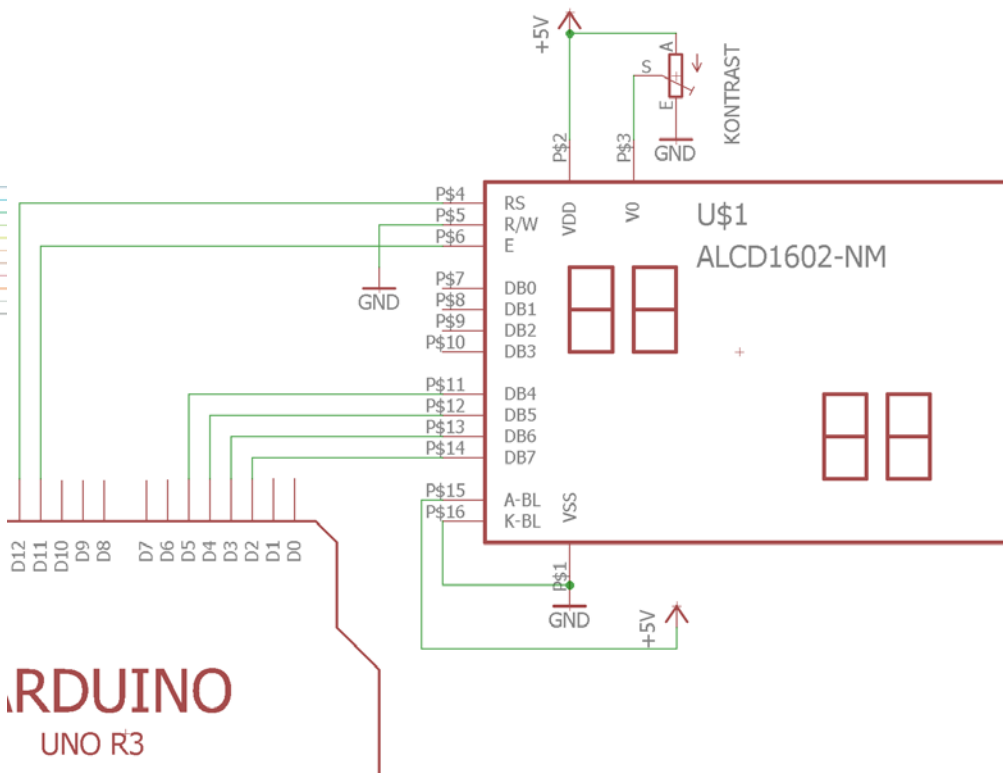 +5V
A
S
E
KONTRAST
GND
P$2
P$3
P$4
P$5
P$6
RS
R/W
E
VDD
V0
U$1
ALCD1602-NM
GND
P$7
P$8
P$9
P$10
DB0
DB1
DB2
DB3
P$11
P$12
P$13
P$14
DB4
DB5
DB6
DB7
P$15
P$16
A-BL
K-BL
VSS
P$1
GND
+5V
D12
D11
D10
D9
D8
D7
D6
D5
D4
D3
D2
D1
D0
ARDUINO
UNO R3